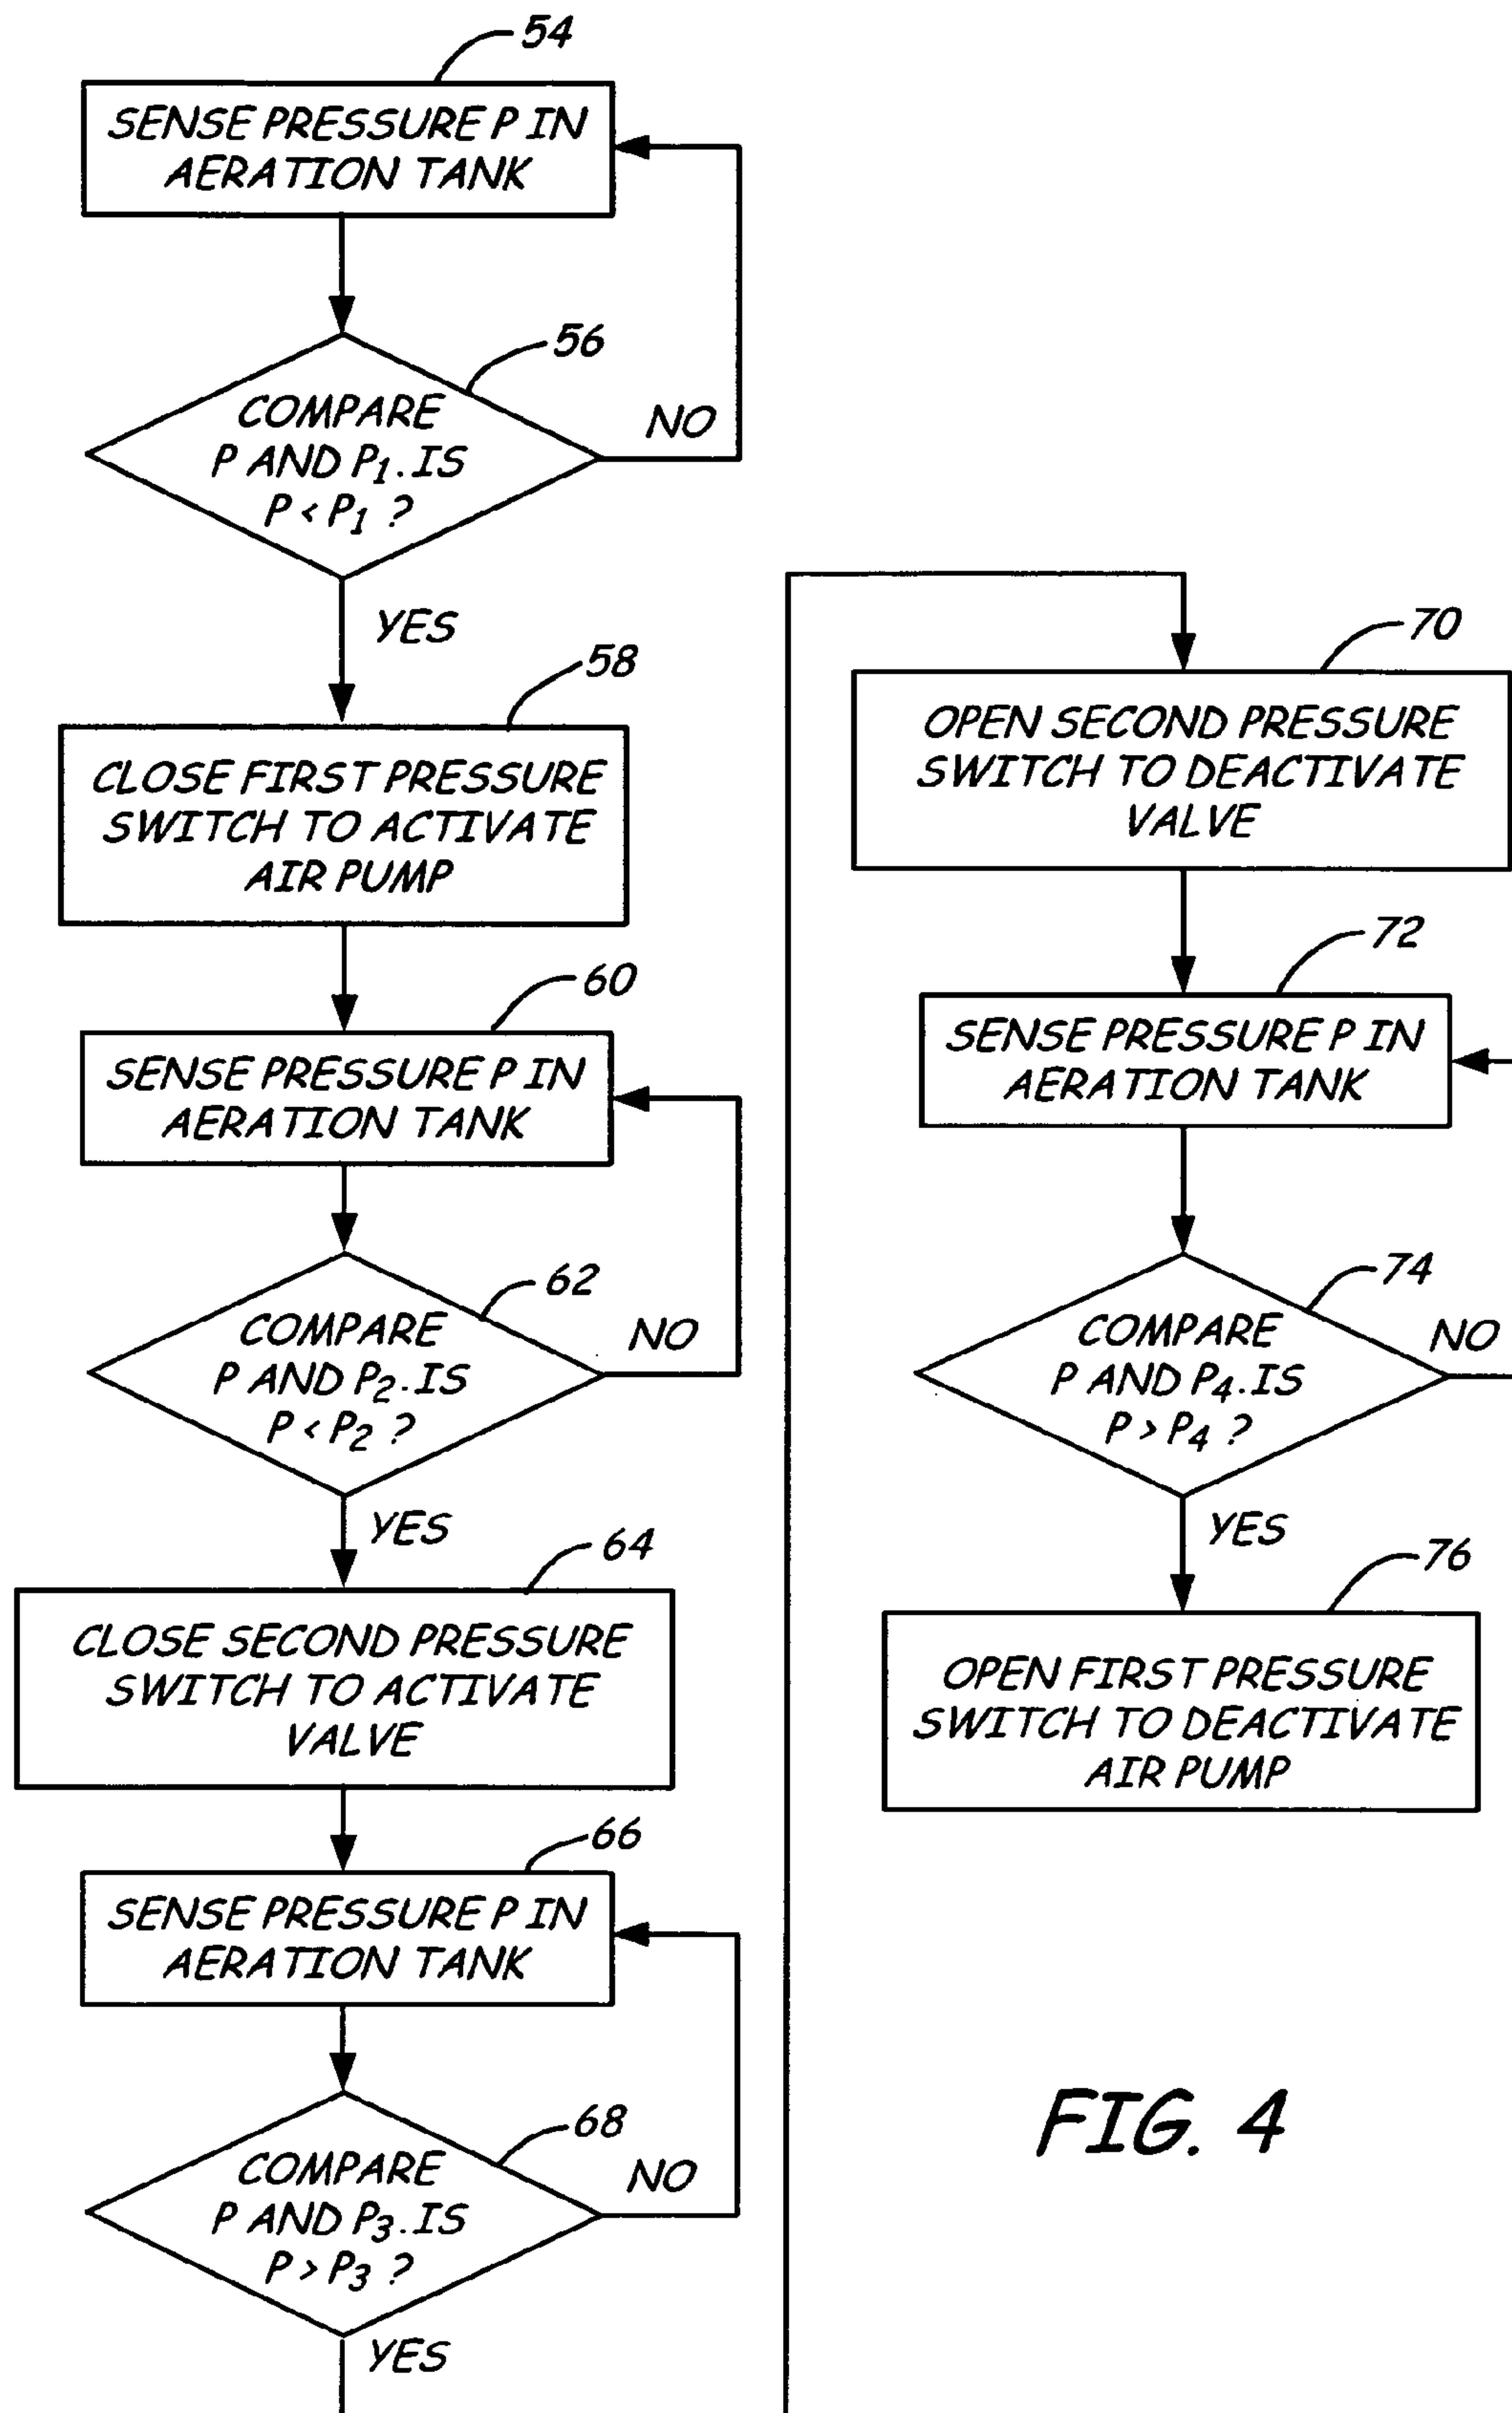 54
SENSE PRESSURE P IN
AERATION TANK
56
COMPARE
P AND P1. IS
P < P1 ?
NO
YES
58
CLOSE FIRST PRESSURE
SWITCH TO ACTIVATE
AIR PUMP
60
SENSE PRESSURE P IN
AERATION TANK
62
COMPARE
P AND P2. IS
P < P2 ?
NO
YES
64
CLOSE SECOND PRESSURE
SWITCH TO ACTIVATE
VALVE
66
SENSE PRESSURE P IN
AERATION TANK
68
COMPARE
P AND P3. IS
P > P3 ?
NO
YES
70
OPEN SECOND PRESSURE
SWITCH TO DEACTIVATE
VALVE
72
SENSE PRESSURE P IN
AERATION TANK
74
COMPARE
P AND P4. IS
P > P4 ?
NO
YES
76
OPEN FIRST PRESSURE
SWITCH TO DEACTIVATE
AIR PUMP
FIG. 4